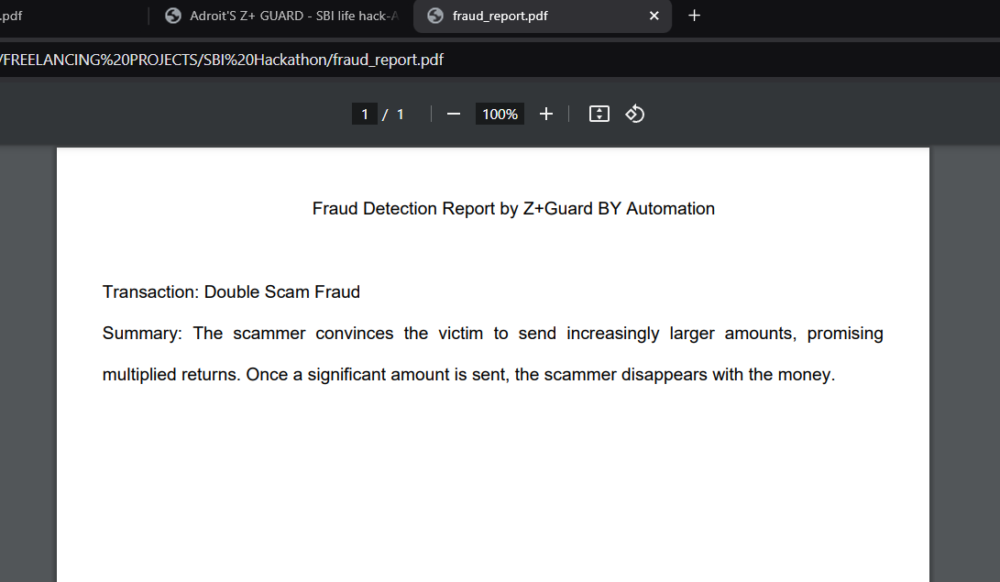 .pdf
Adroit'S Z+ GUARD - SBI life hack-A
fraud_report.pdf
/FREELANCING%20PROJECTS/SBI%20Hackathon/fraud_report.pdf
1 / 1
100%
Fraud Detection Report by Z+Guard BY Automation
Transaction: Double Scam Fraud
Summary: The scammer convinces the victim to send increasingly larger amounts, promising
multiplied returns. Once a significant amount is sent, the scammer disappears with the money.